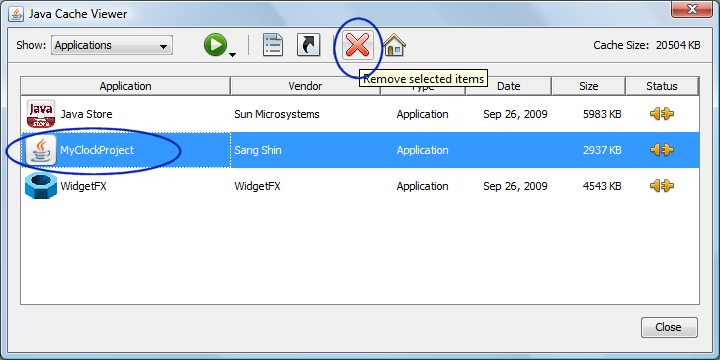 Java Cache Viewer
Show: Applications Cache Size: 20504 KB
Remove selected items
Application Vendor Type Date Size Status
Java Store Sun Microsystems Application Sep 26, 2009 5983 KB
MyClockProject Sang Shin Application 2937 KB
WidgetFX WidgetFX Application Sep 26, 2009 4543 KB
Close